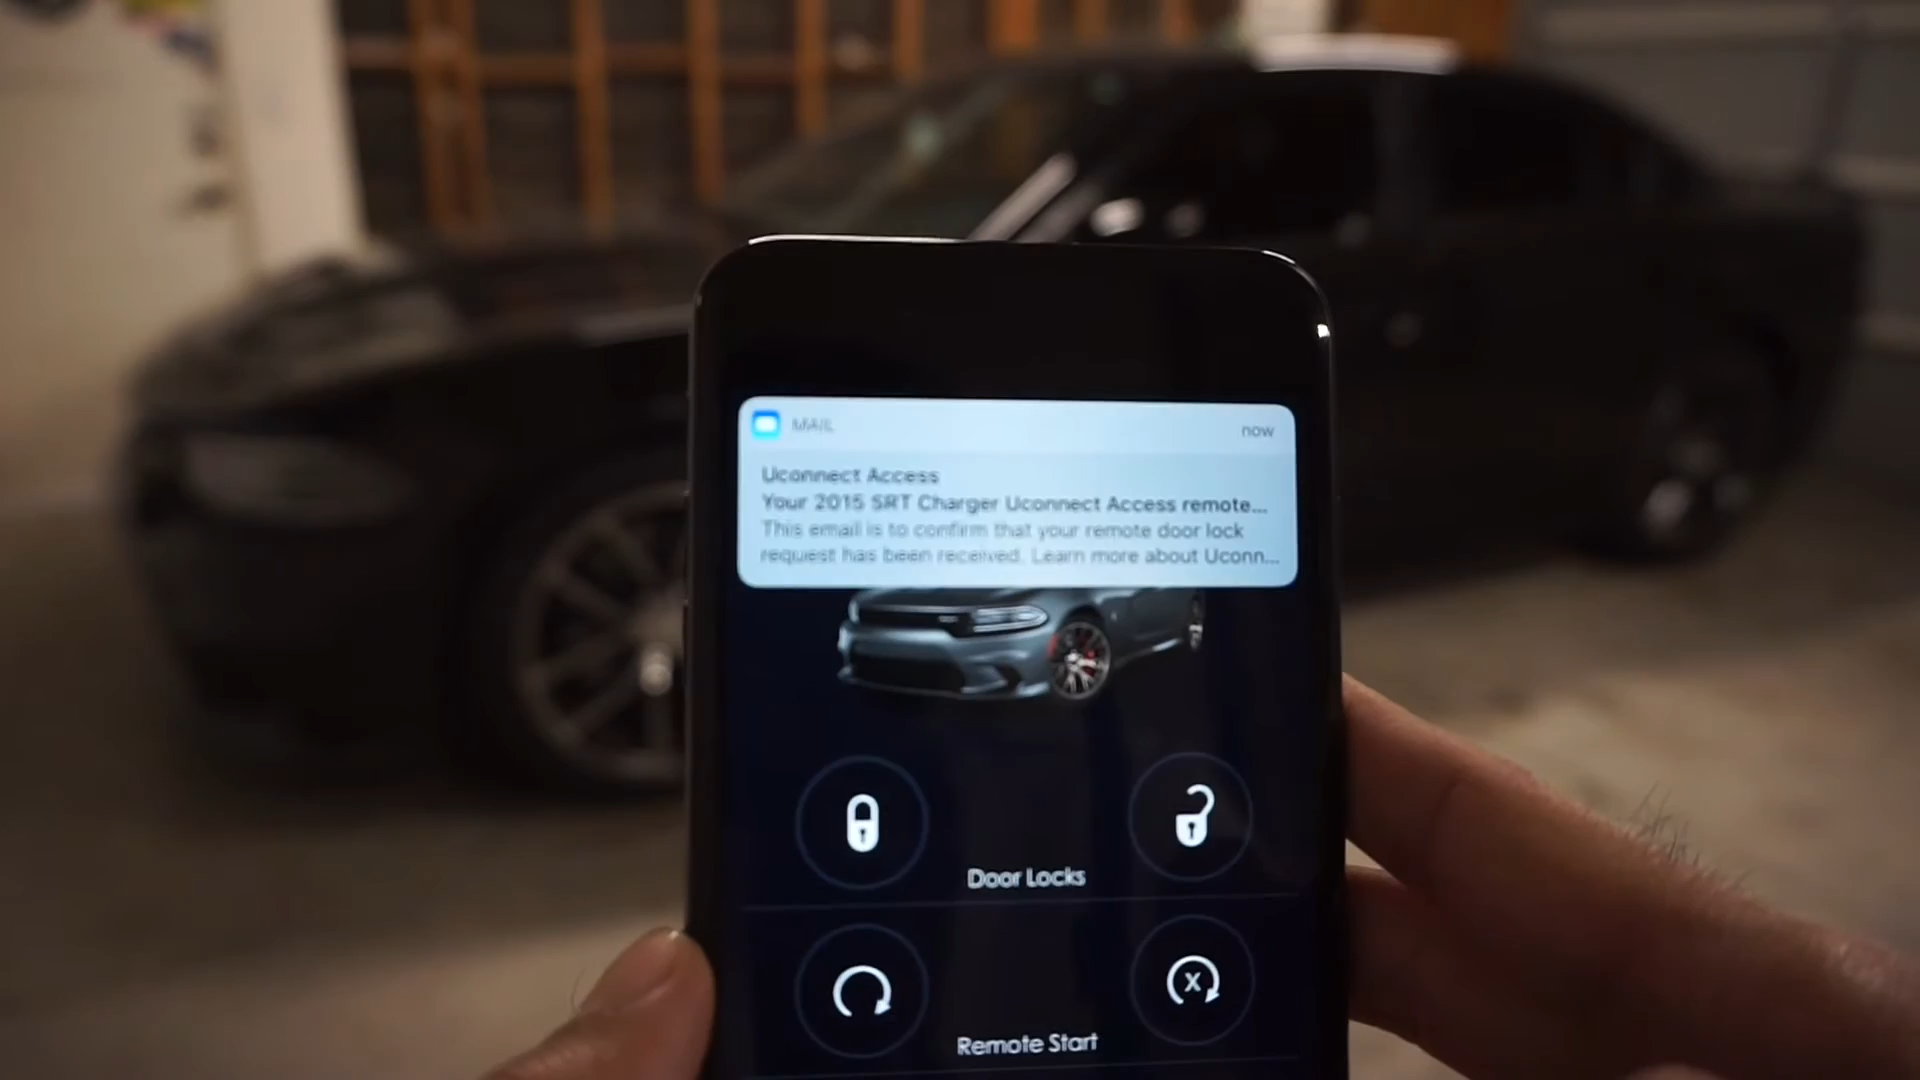 MAIL now
Uconnect Access
Your 2015 SRT Charger Uconnect Access remote...
This email is to confirm that your remote door lock
request has been received. Learn more about Uconn...
Door Locks
X
Remote Start